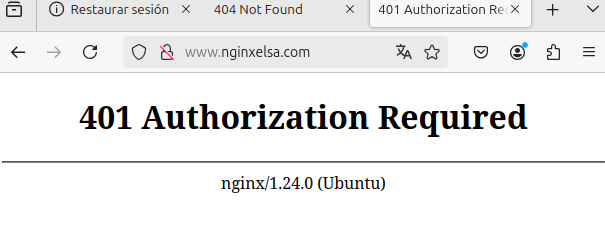 Restaurar sesión
404 Not Found
401 Authorization Re
www.nginxelsa.com
401 Authorization Required
nginx/1.24.0 (Ubuntu)